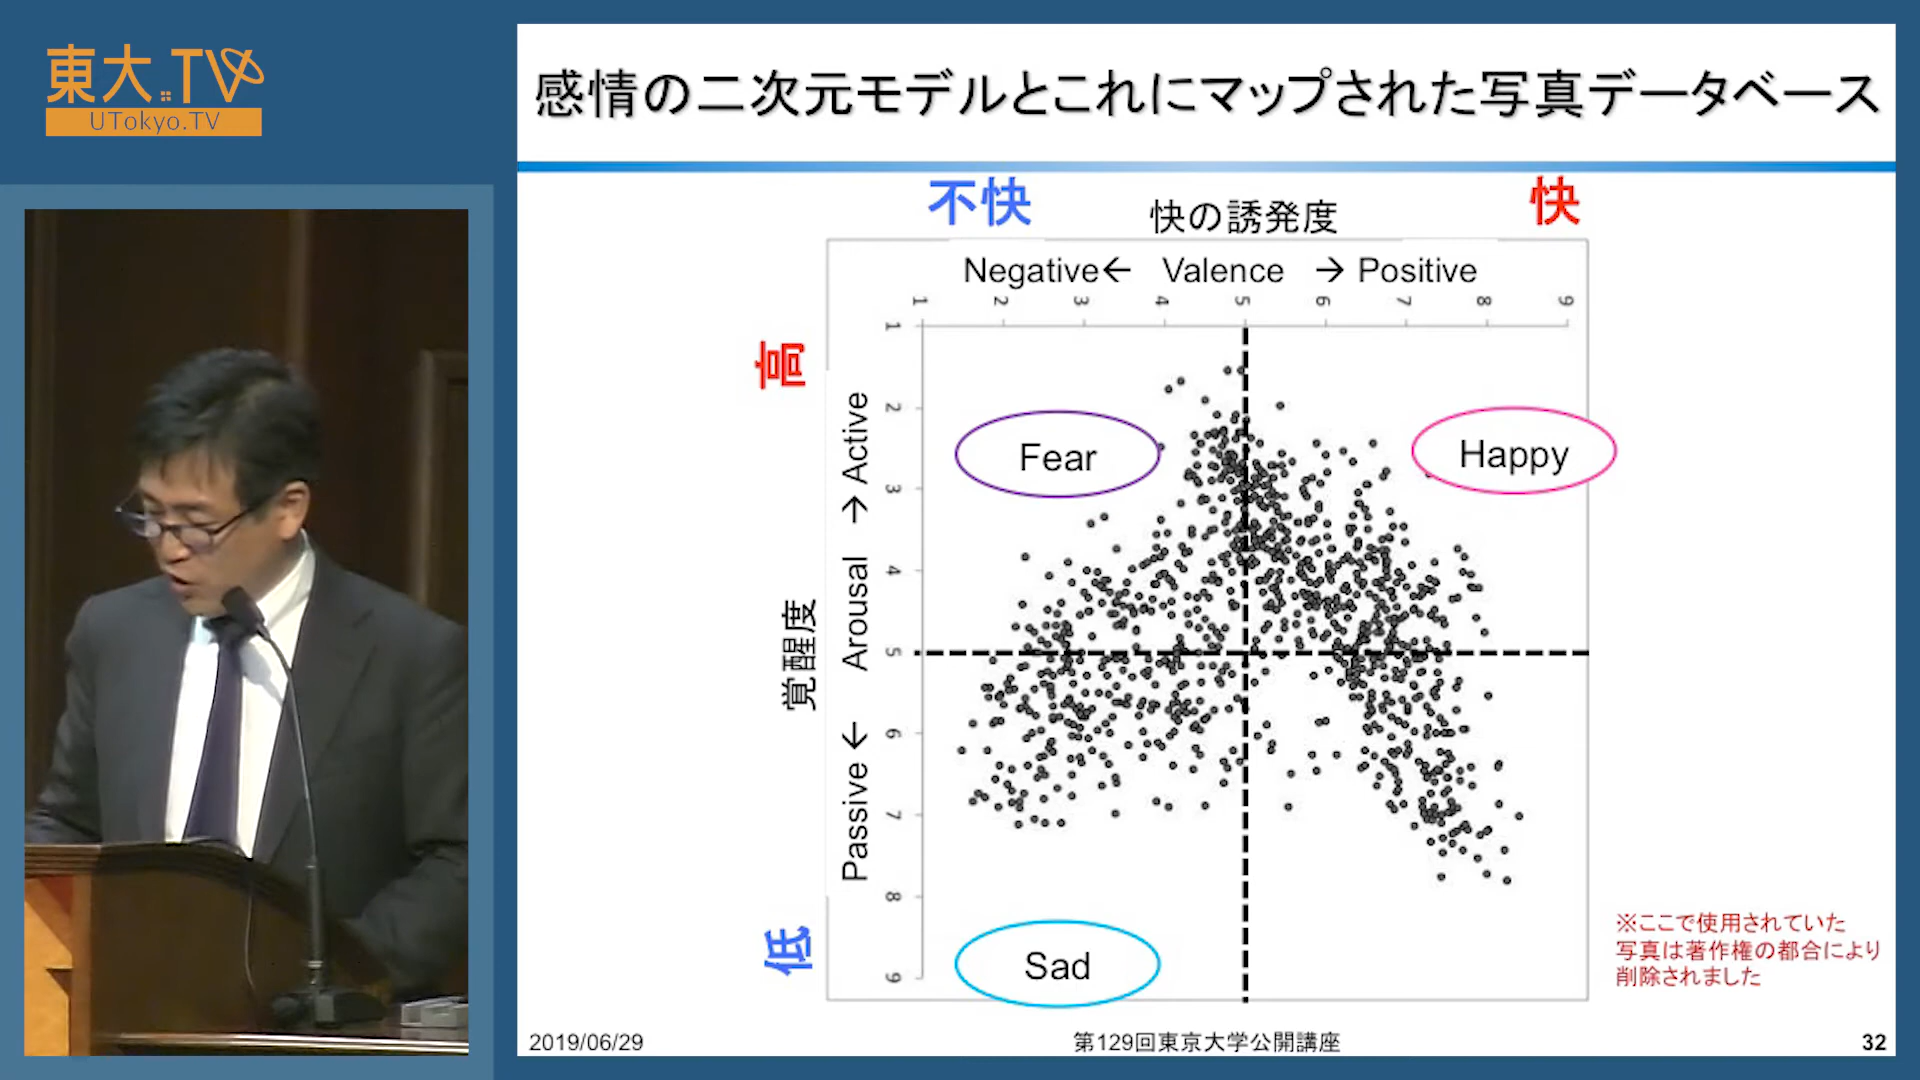 東大.TV
UTokyo.TV
感情の二次元モデルとこれにマップされた写真データベース
不快
快の誘発度
快
Negative← Valence → Positive
1 2 3 4 5 6 7 8 9
高
覚醒度
低
Passive ← Arousal → Active
1
2
3
4
5
6
7
8
9
Fear
Happy
Sad
※ここで使用されていた
写真は著作権の都合により
削除されました
2019/06/29
第129回東京大学公開講座
32